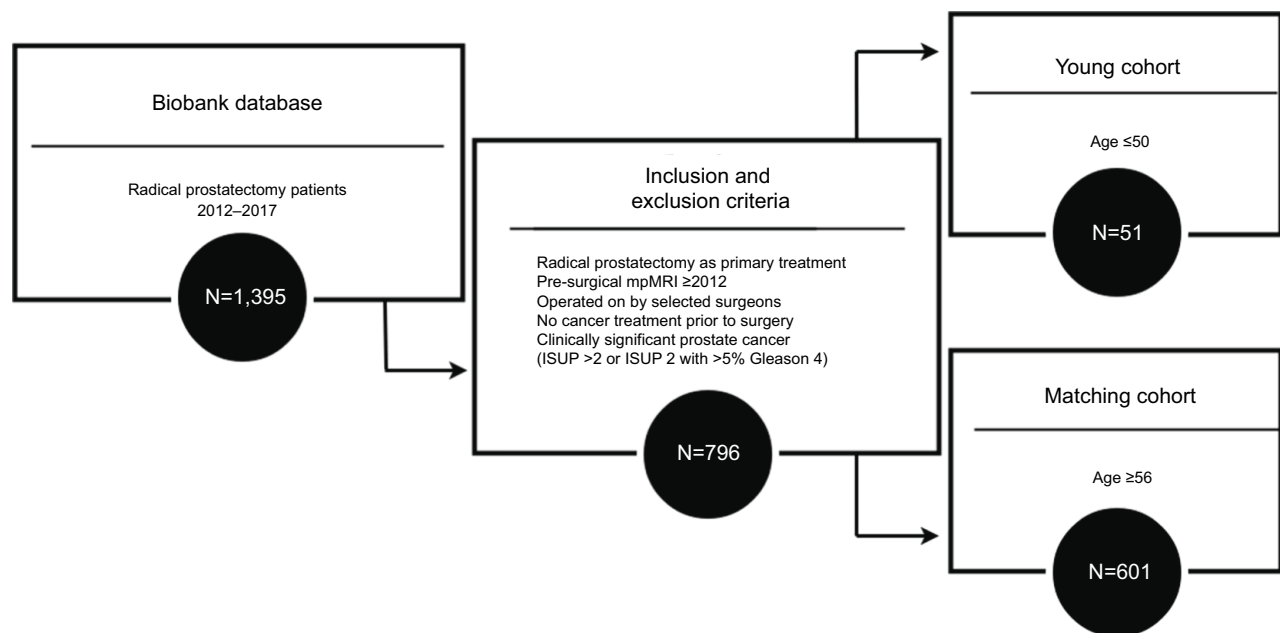 Biobank database
Radical prostatectomy patients
2012–2017
N=1,395
Inclusion and
exclusion criteria
Radical prostatectomy as primary treatment
Pre-surgical mpMRI ≥2012
Operated on by selected surgeons
No cancer treatment prior to surgery
Clinically significant prostate cancer
(ISUP >2 or ISUP 2 with >5% Gleason 4)
N=796
Young cohort
Age ≤50
N=51
Matching cohort
Age ≥56
N=601